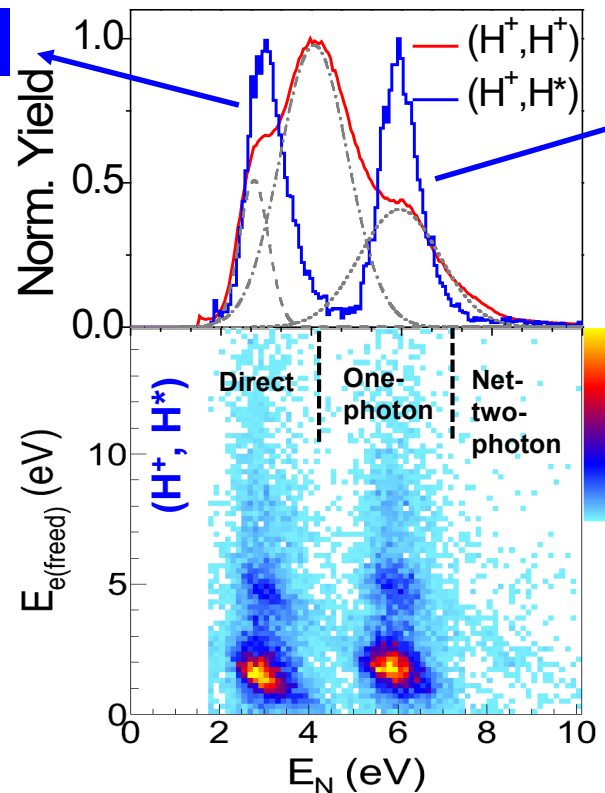 1.0
0.5
0.0
Norm. Yield
(H⁺,H⁺)
(H⁺,H*)
Direct
One-
photon
Net-
two-
photon
(H⁺, H*)
10
5
0
E_e(freed) (eV)
0 2 4 6 8 10
E_N (eV)